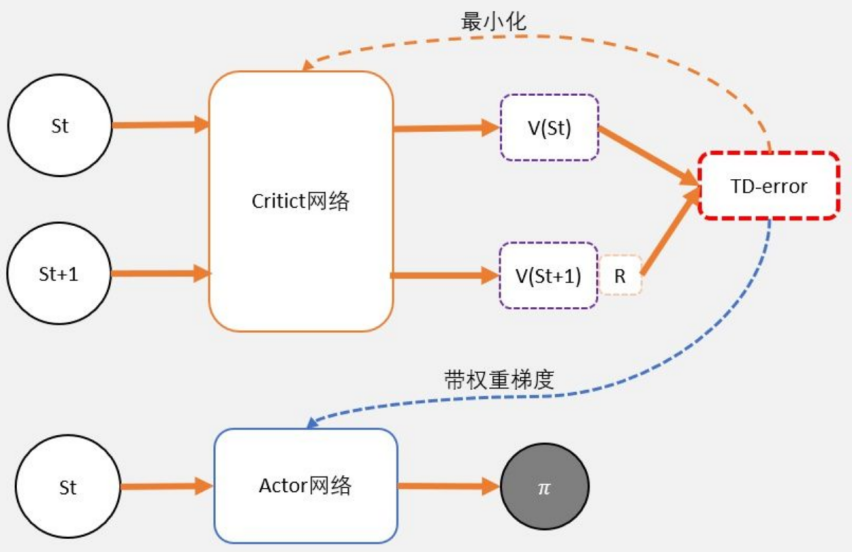 最小化
St
V(St)
TD-error
Critict网络
St+1
V(St+1)
R
带权重梯度
St
Actor网络
π